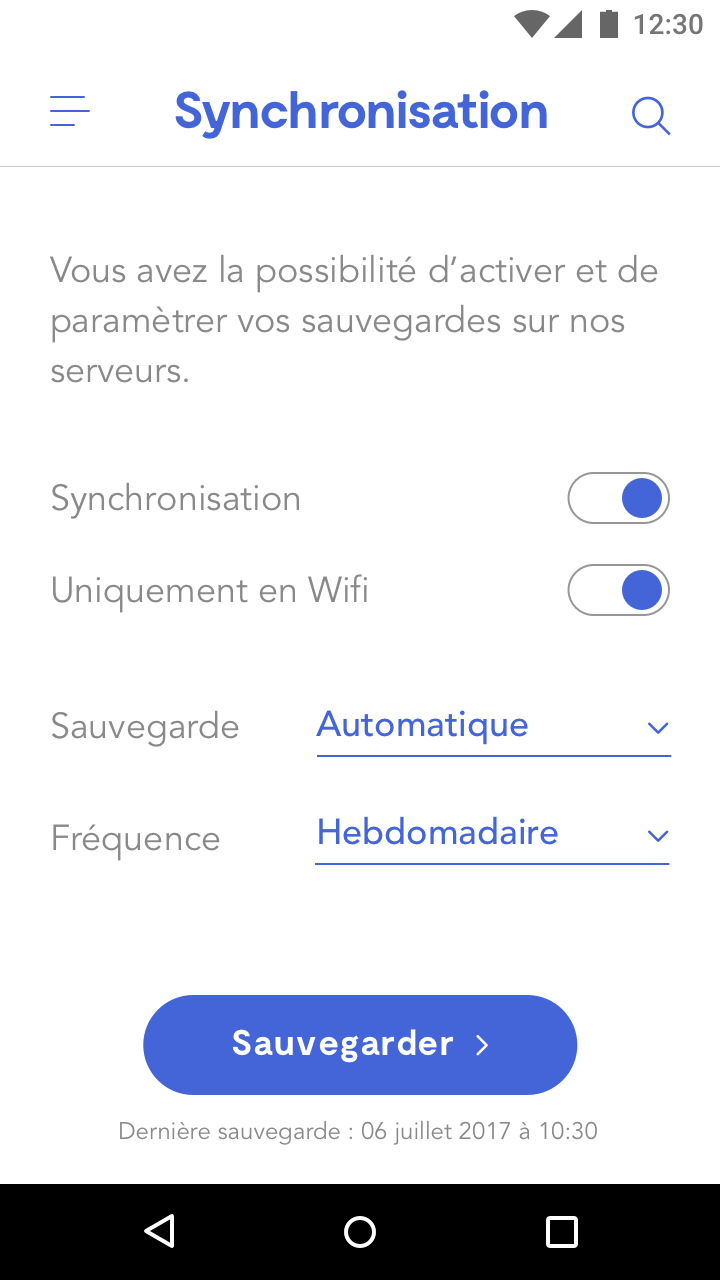 12:30
Synchronisation
Vous avez la possibilité d’activer et de
paramètrer vos sauvegardes sur nos
serveurs.
Synchronisation
Uniquement en Wifi
Sauvegarde Automatique
Fréquence Hebdomadaire
Sauvegarder
Dernière sauvegarde : 06 juillet 2017 à 10:30